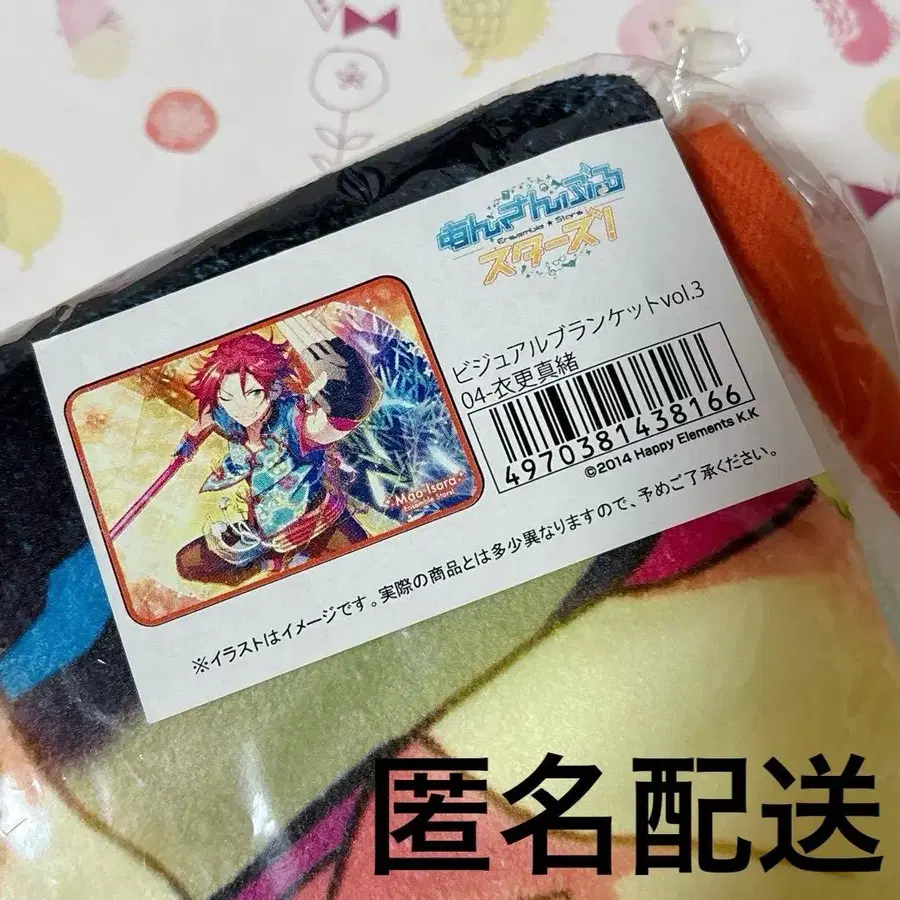 あんさんぶる
Ensemble ★ Stars
スターズ!
ビジュアルブランケットvol.3
04-衣更真緒
4970381438166
©2014 Happy Elements K.K
Mao Isara
Ensemble Stars!
※イラストはイメージです。実際の商品とは多少異なりますので、予めご了承ください。
匿名配送